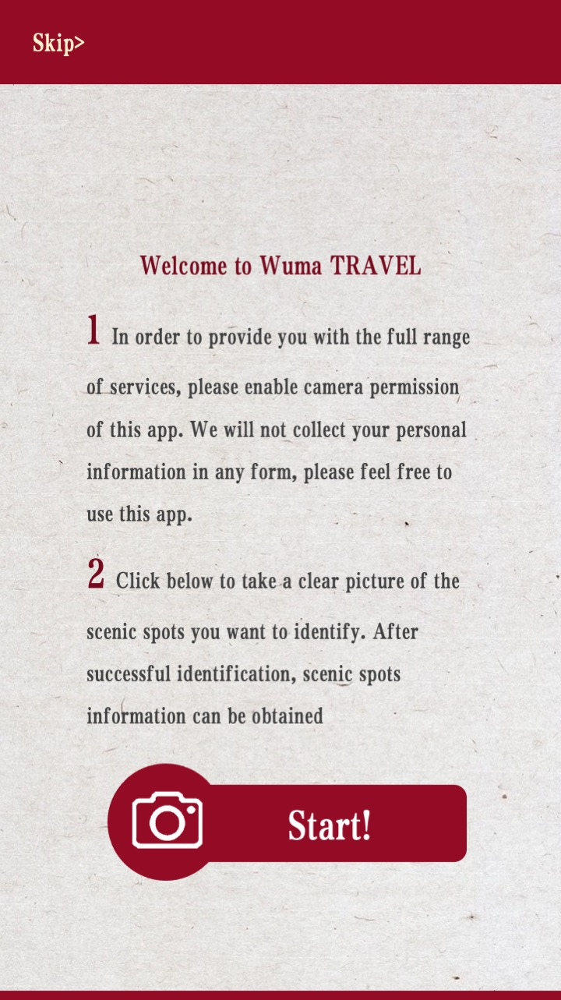 Skip>
Welcome to Wuma TRAVEL
1 In order to provide you with the full range
of services, please enable camera permission
of this app. We will not collect your personal
information in any form, please feel free to
use this app.
2 Click below to take a clear picture of the
scenic spots you want to identify. After
successful identification, scenic spots
information can be obtained
Start!